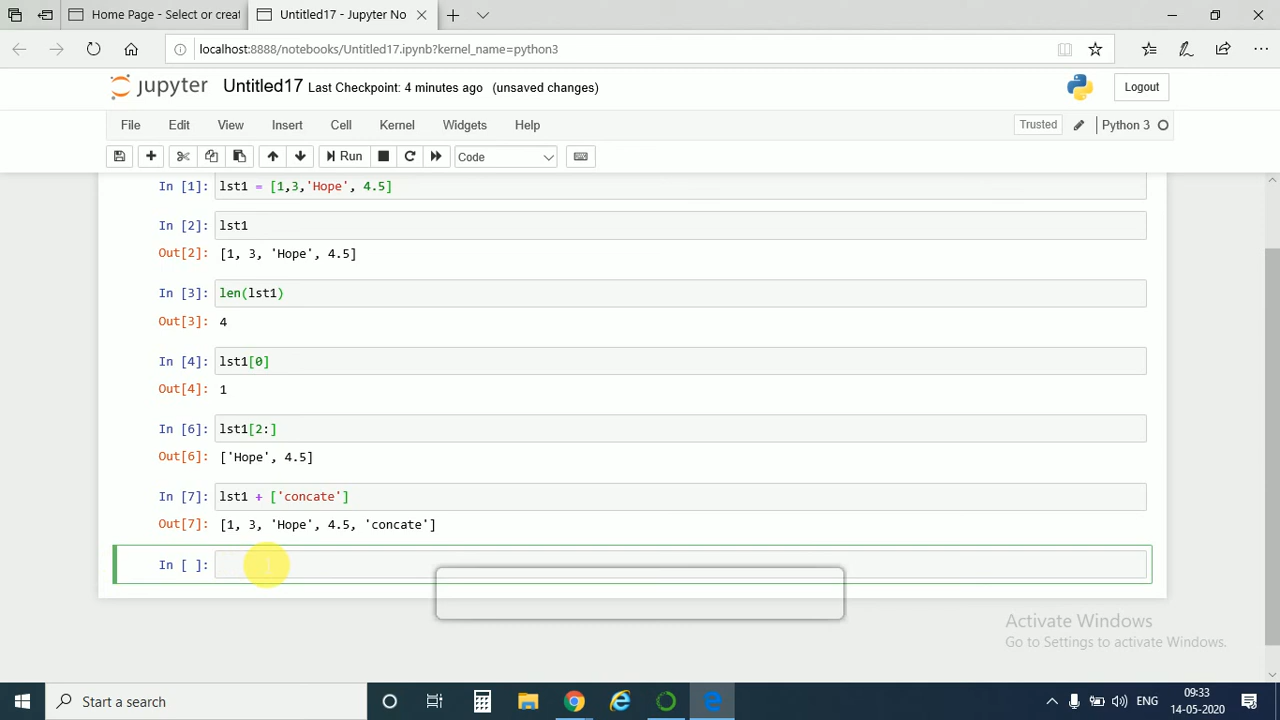 Home Page - Select or creat
Untitled17 - Jupyter No
localhost:8888/notebooks/Untitled17.ipynb?kernel_name=python3
jupyter Untitled17 Last Checkpoint: 4 minutes ago (unsaved changes)
Logout
File Edit View Insert Cell Kernel Widgets Help
Trusted Python 3
Run Code
In [1]: lst1 = [1,3,'Hope', 4.5]
In [2]: lst1
Out[2]: [1, 3, 'Hope', 4.5]
In [3]: len(lst1)
Out[3]: 4
In [4]: lst1[0]
Out[4]: 1
In [6]: lst1[2:]
Out[6]: ['Hope', 4.5]
In [7]: lst1 + ['concate']
Out[7]: [1, 3, 'Hope', 4.5, 'concate']
In [ ]:
Activate Windows
Go to Settings to activate Windows.
Start a search
ENG
09:33
14-05-2020